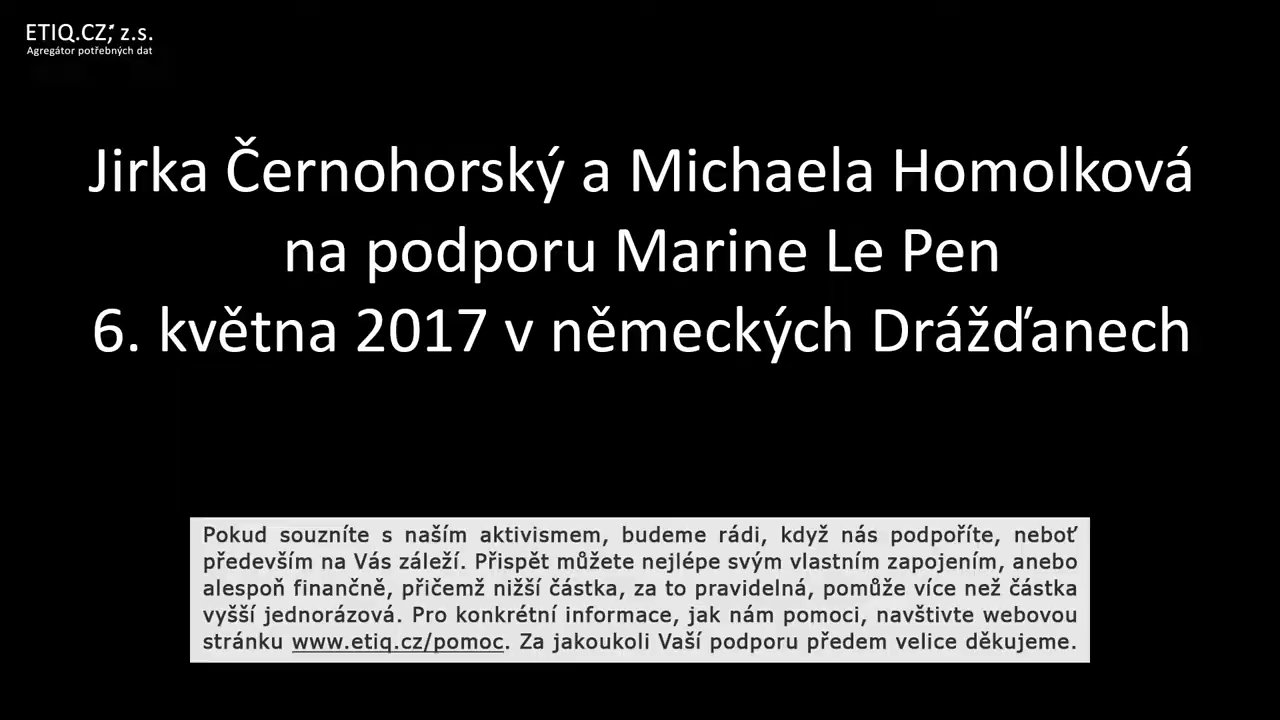 ETIQ.CZ, z.s.
Agregátor potřebných dat
Jirka Černohorský a Michaela Homolková
na podporu Marine Le Pen
6. května 2017 v německých Drážďanech
Pokud souzníte s naším aktivismem, budeme rádi, když nás podpoříte, neboť
především na Vás záleží. Přispět můžete nejlépe svým vlastním zapojením, anebo
alespoň finančně, přičemž nižší částka, za to pravidelná, pomůže více než částka
vyšší jednorázová. Pro konkrétní informace, jak nám pomoci, navštivte webovou
stránku www.etiq.cz/pomoc. Za jakoukoli Vaší podporu předem velice děkujeme.